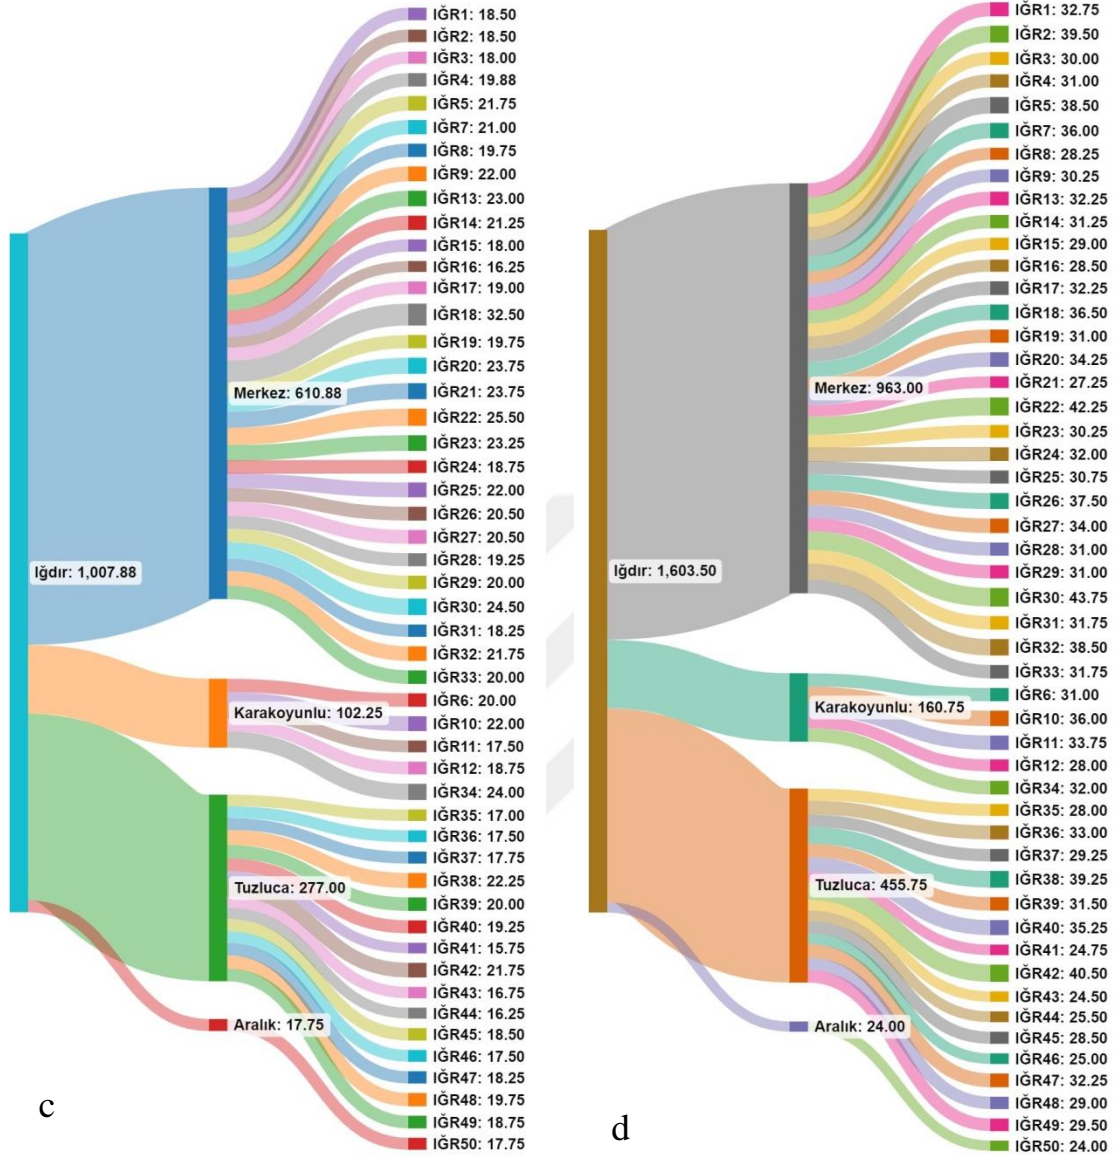 IĞR1: 18.50
IĞR2: 18.50
IĞR3: 18.00
IĞR4: 19.88
IĞR5: 21.75
IĞR7: 21.00
IĞR8: 19.75
IĞR9: 22.00
IĞR13: 23.00
IĞR14: 21.25
IĞR15: 18.00
IĞR16: 16.25
IĞR17: 19.00
IĞR18: 32.50
IĞR19: 19.75
IĞR20: 23.75
Merkez: 610.88
IĞR21: 23.75
IĞR22: 25.50
IĞR23: 23.25
IĞR24: 18.75
IĞR25: 22.00
IĞR26: 20.50
IĞR27: 20.50
IĞR28: 19.25
Iğdır: 1,007.88
IĞR29: 20.00
IĞR30: 24.50
IĞR31: 18.25
IĞR32: 21.75
IĞR33: 20.00
IĞR6: 20.00
Karakoyunlu: 102.25
IĞR10: 22.00
IĞR11: 17.50
IĞR12: 18.75
IĞR34: 24.00
IĞR35: 17.00
IĞR36: 17.50
IĞR37: 17.75
IĞR38: 22.25
Tuzluca: 277.00
IĞR39: 20.00
IĞR40: 19.25
IĞR41: 15.75
IĞR42: 21.75
IĞR43: 16.75
IĞR44: 16.25
Aralık: 17.75
IĞR45: 18.50
IĞR46: 17.50
IĞR47: 18.25
IĞR48: 19.75
IĞR49: 18.75
IĞR50: 17.75
c
IĞR1: 32.75
IĞR2: 39.50
IĞR3: 30.00
IĞR4: 31.00
IĞR5: 38.50
IĞR7: 36.00
IĞR8: 28.25
IĞR9: 30.25
IĞR13: 32.25
IĞR14: 31.25
IĞR15: 29.00
IĞR16: 28.50
IĞR17: 32.25
IĞR18: 36.50
IĞR19: 31.00
IĞR20: 34.25
IĞR21: 27.25
Merkez: 963.00
IĞR22: 42.25
IĞR23: 30.25
IĞR24: 32.00
IĞR25: 30.75
IĞR26: 37.50
IĞR27: 34.00
IĞR28: 31.00
Iğdır: 1,603.50
IĞR29: 31.00
IĞR30: 43.75
IĞR31: 31.75
IĞR32: 38.50
IĞR33: 31.75
IĞR6: 31.00
Karakoyunlu: 160.75
IĞR10: 36.00
IĞR11: 33.75
IĞR12: 28.00
IĞR34: 32.00
IĞR35: 28.00
IĞR36: 33.00
IĞR37: 29.25
IĞR38: 39.25
Tuzluca: 455.75
IĞR39: 31.50
IĞR40: 35.25
IĞR41: 24.75
IĞR42: 40.50
IĞR43: 24.50
IĞR44: 25.50
Aralık: 24.00
IĞR45: 28.50
IĞR46: 25.00
IĞR47: 32.25
IĞR48: 29.00
IĞR49: 29.50
IĞR50: 24.00
d